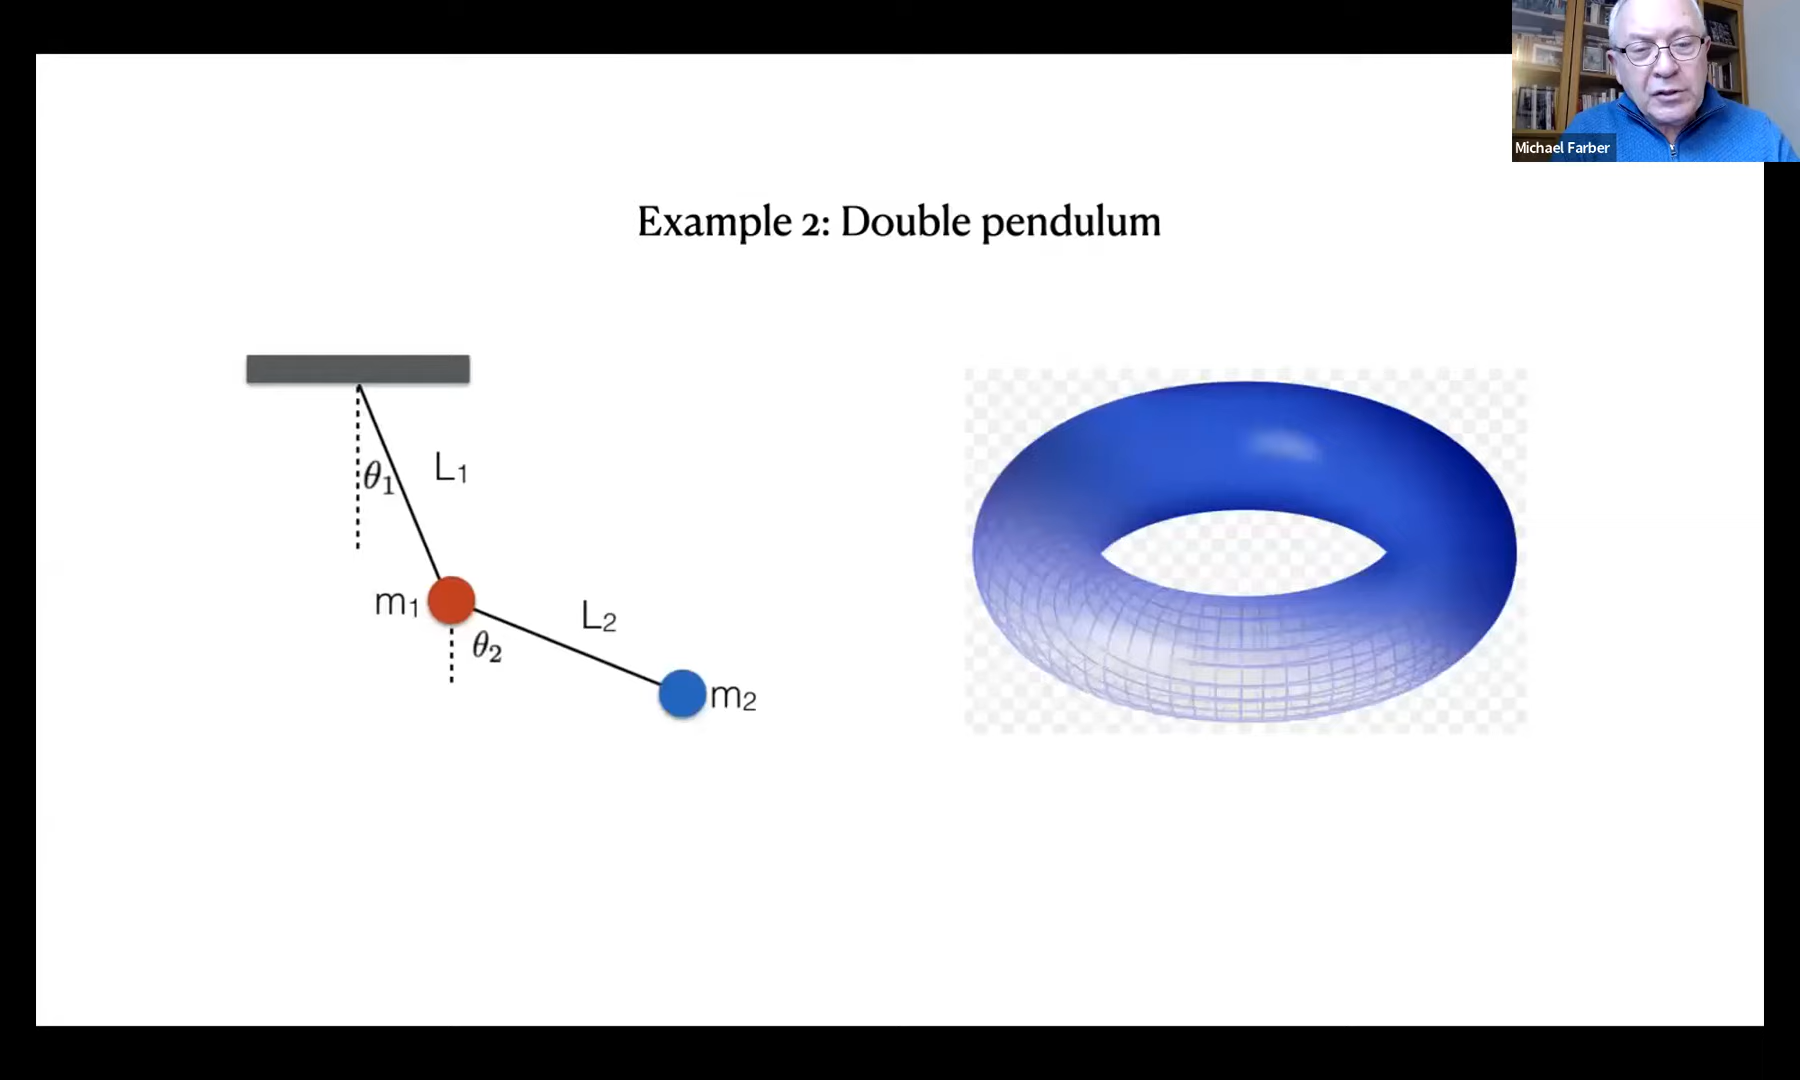 Michael Farber
Example 2: Double pendulum
θ₁
L₁
m₁
L₂
θ₂
m₂